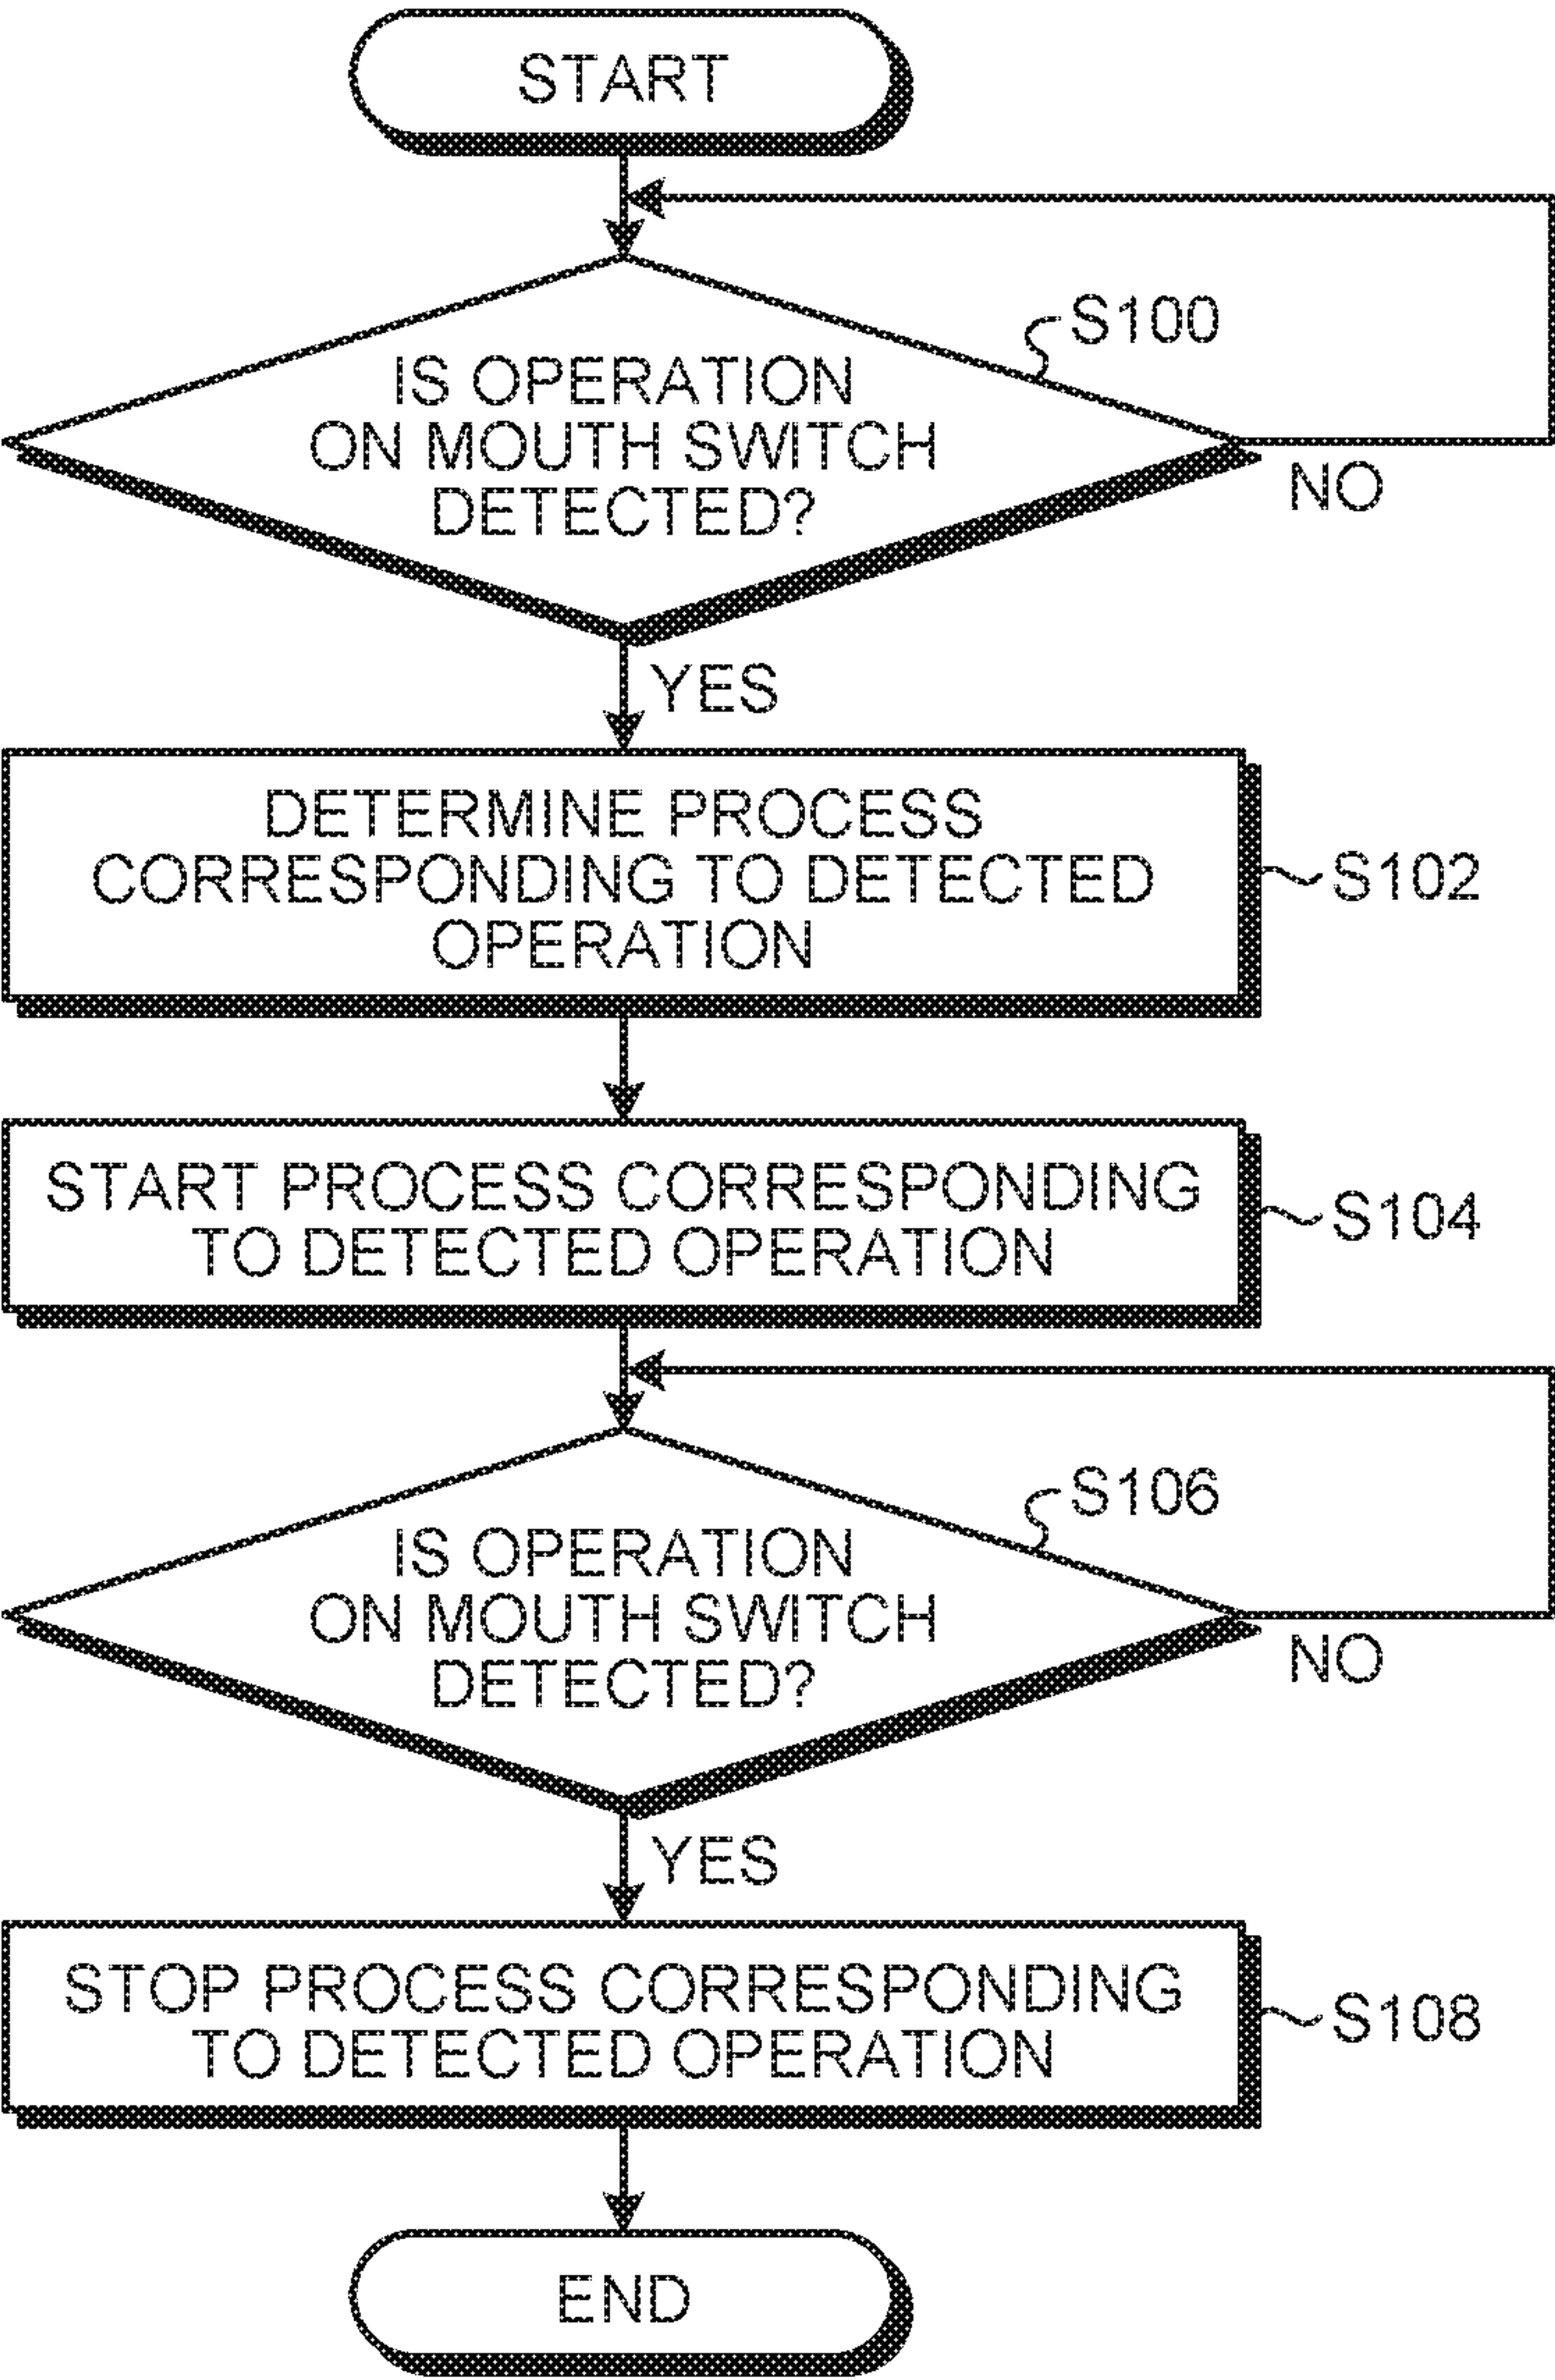 START
S100
IS OPERATION
ON MOUTH SWITCH
DETECTED?
NO
YES
DETERMINE PROCESS
CORRESPONDING TO DETECTED
OPERATION
S102
START PROCESS CORRESPONDING
TO DETECTED OPERATION
S104
S106
IS OPERATION
ON MOUTH SWITCH
DETECTED?
NO
YES
STOP PROCESS CORRESPONDING
TO DETECTED OPERATION
S108
END